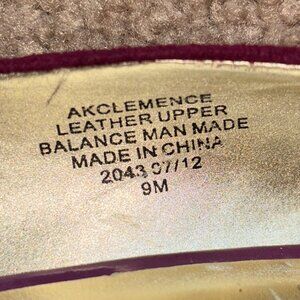 AKCLEMENCE
LEATHER UPPER
BALANCE MAN MADE
MADE IN CHINA
2043 07/12
9M